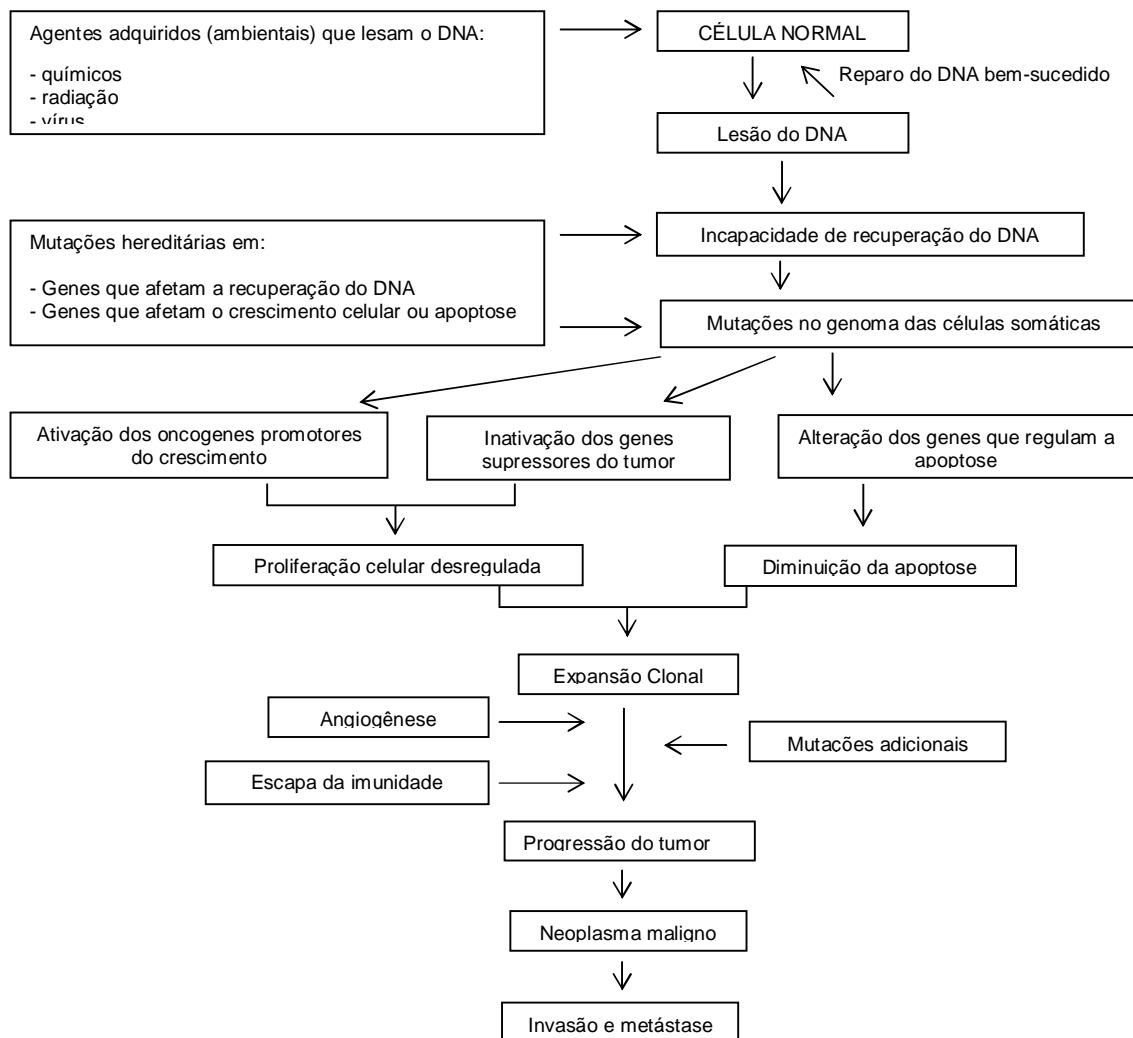 Agentes adquiridos (ambientais) que lesam o DNA:
- químicos
- radiação
- vírus
CÉLULA NORMAL
Reparo do DNA bem-sucedido
Lesão do DNA
Mutações hereditárias em:
- Genes que afetam a recuperação do DNA
- Genes que afetam o crescimento celular ou apoptose
Incapacidade de recuperação do DNA
Mutações no genoma das células somáticas
Ativação dos oncogenes promotores
do crescimento
Inativação dos genes
supressores do tumor
Alteração dos genes que regulam a
apoptose
Proliferação celular desregulada
Diminuição da apoptose
Expansão Clonal
Angiogênese
Mutações adicionais
Escapa da imunidade
Progressão do tumor
Neoplasma maligno
Invasão e metástase